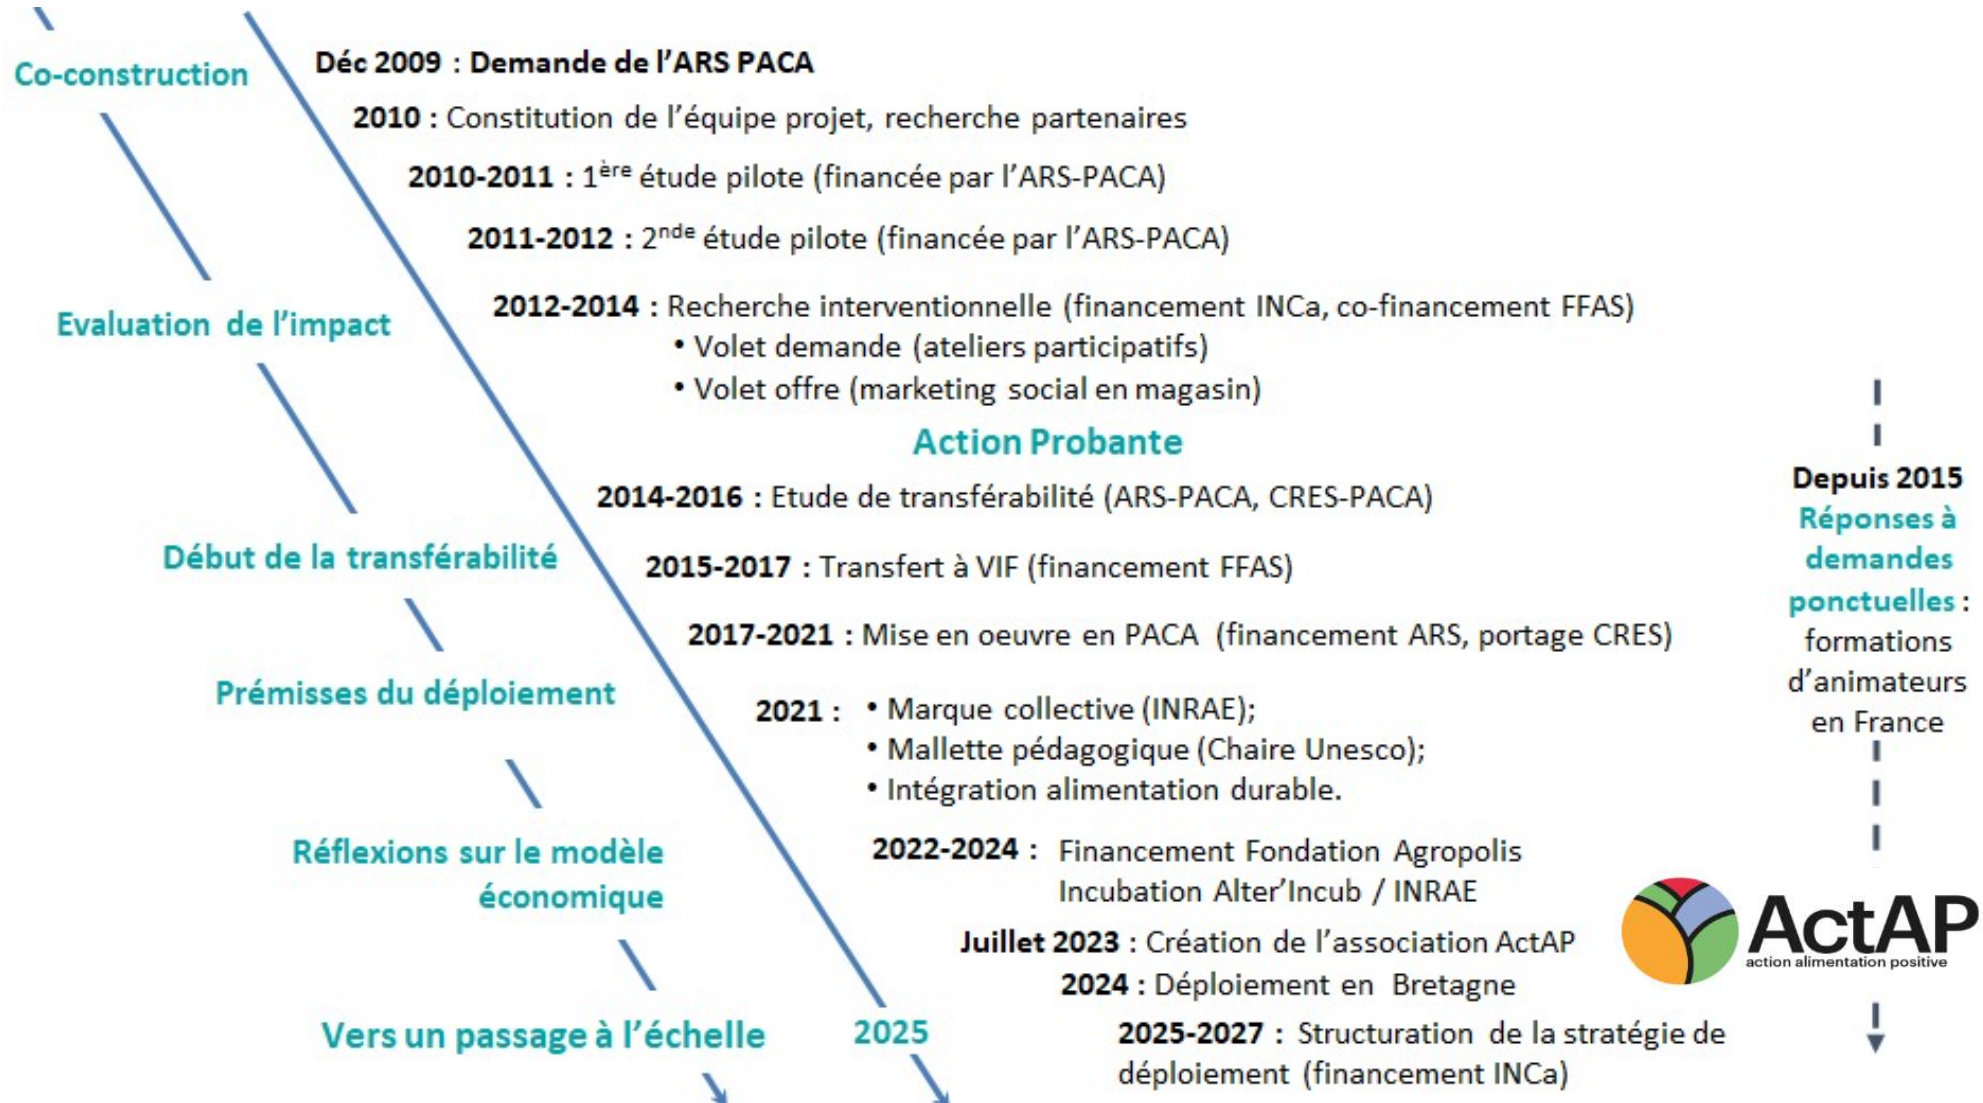 Co-construction
Déc 2009 : Demande de l'ARS PACA
2010 : Constitution de l'équipe projet, recherche partenaires
2010-2011 : 1ère étude pilote (financée par l'ARS-PACA)
2011-2012 : 2nde étude pilote (financée par l'ARS-PACA)
Evaluation de l'impact
2012-2014 : Recherche interventionnelle (financement INCa, co-financement FFAS)
• Volet demande (ateliers participatifs)
• Volet offre (marketing social en magasin)
Action Probante
2014-2016 : Etude de transférabilité (ARS-PACA, CRES-PACA)
Début de la transférabilité
2015-2017 : Transfert à VIF (financement FFAS)
2017-2021 : Mise en oeuvre en PACA (financement ARS, portage CRES)
Prémisses du déploiement
2021 : • Marque collective (INRAE);
• Mallette pédagogique (Chaire Unesco);
• Intégration alimentation durable.
Réflexions sur le modèle
économique
2022-2024 : Financement Fondation Agropolis
Incubation Alter'Incub / INRAE
Juillet 2023 : Création de l'association ActAP
2024 : Déploiement en Bretagne
Vers un passage à l'échelle
2025
2025-2027 : Structuration de la stratégie de
déploiement (financement INCa)
Depuis 2015
Réponses à
demandes
ponctuelles :
formations
d'animateurs
en France
ActAP
action alimentation positive